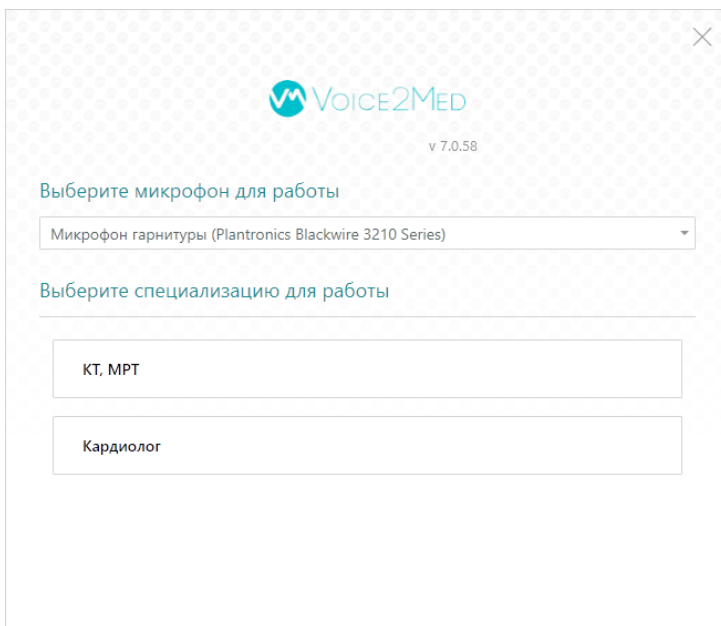 VM VOICE2MED
v 7.0.58
Выберите микрофон для работы
Микрофон гарнитуры (Plantronics Blackwire 3210 Series)
Выберите специализацию для работы
КТ, МРТ
Кардиолог